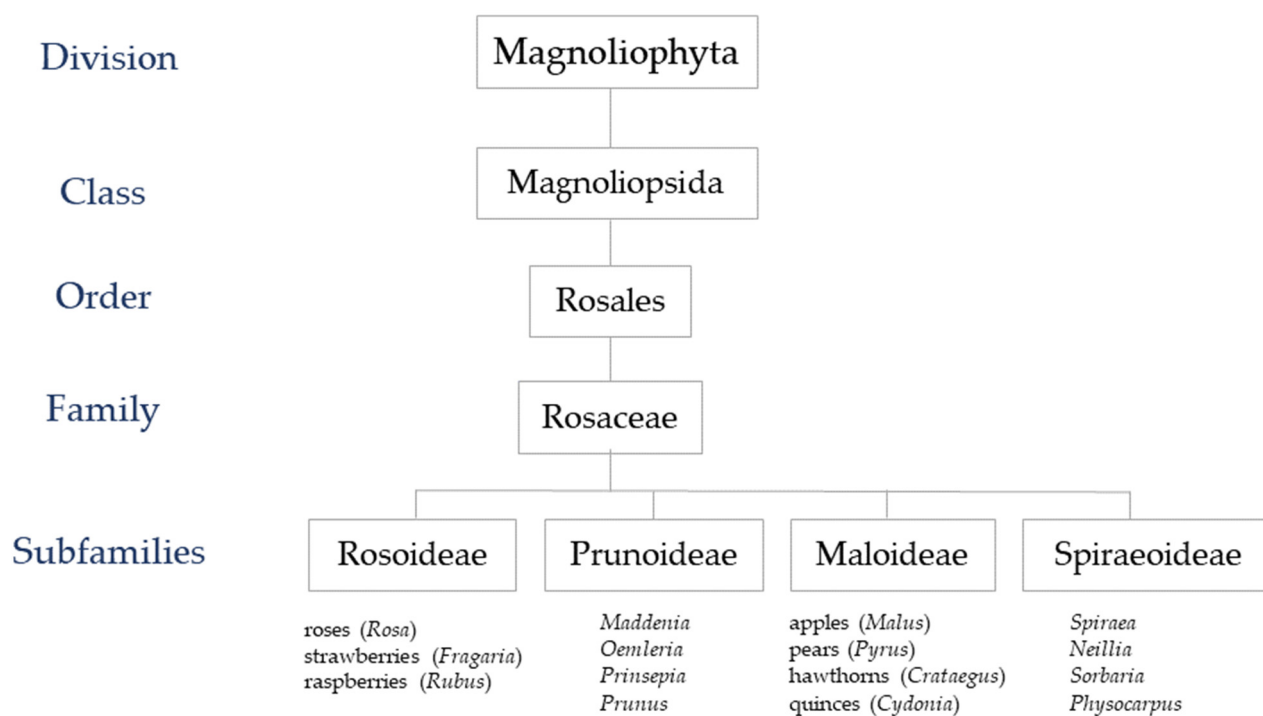 Division
Magnoliophyta
Class
Magnoliopsida
Order
Rosales
Family
Rosaceae
Subfamilies
Rosoideae
Prunoideae
Maloideae
Spiraeoideae
roses (Rosa)
strawberries (Fragaria)
raspberries (Rubus)
Maddenia
Oemleria
Prinsepia
Prunus
apples (Malus)
pears (Pyrus)
hawthorns (Crataegus)
quinces (Cydonia)
Spiraea
Neillia
Sorbaria
Physocarpus